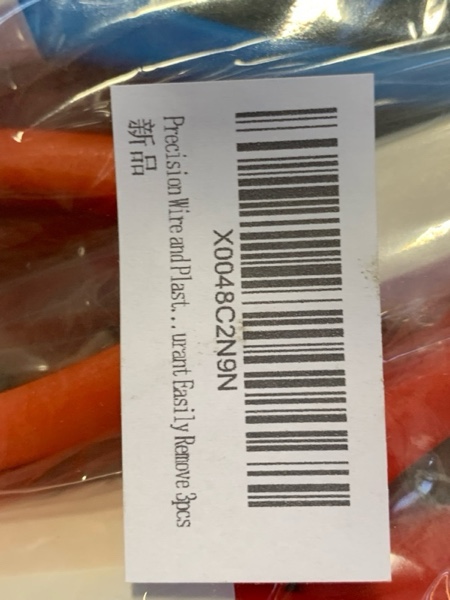 X0048C2N9N
Precision Wire and Plast...urant Easily Remove 3pcs
新品